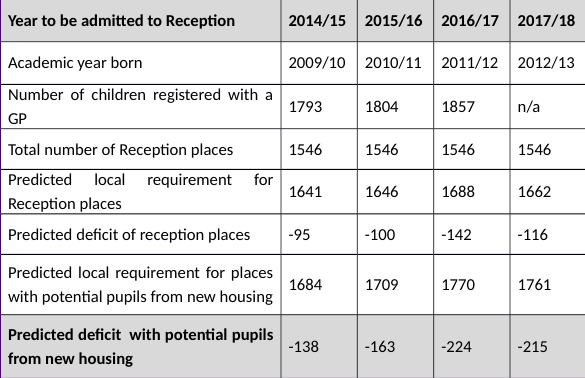 Year to be admitted to Reception 2014/15 2015/16 2016/17 2017/18
Academic year born 2009/10 2010/11 2011/12 2012/13
Number of children registered with a
GP 1793 1804 1857 n/a
Total number of Reception places 1546 1546 1546 1546
Predicted local requirement for
Reception places 1641 1646 1688 1662
Predicted deficit of reception places -95 -100 -142 -116
Predicted local requirement for places
with potential pupils from new housing 1684 1709 1770 1761
Predicted deficit with potential pupils
from new housing -138 -163 -224 -215